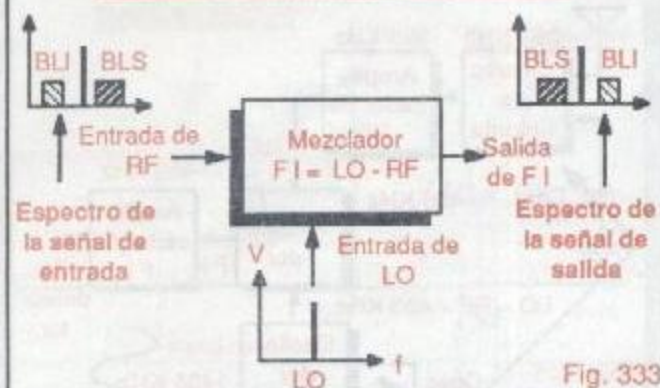 BLI BLS
Entrada de RF
Espectro de
la señal de
entrada
Mezclador
F I = LO - RF
V
Entrada de
LO
f
LO
BLS BLI
Salida
de F I
Espectro de
la señal de
salida
Fig. 333